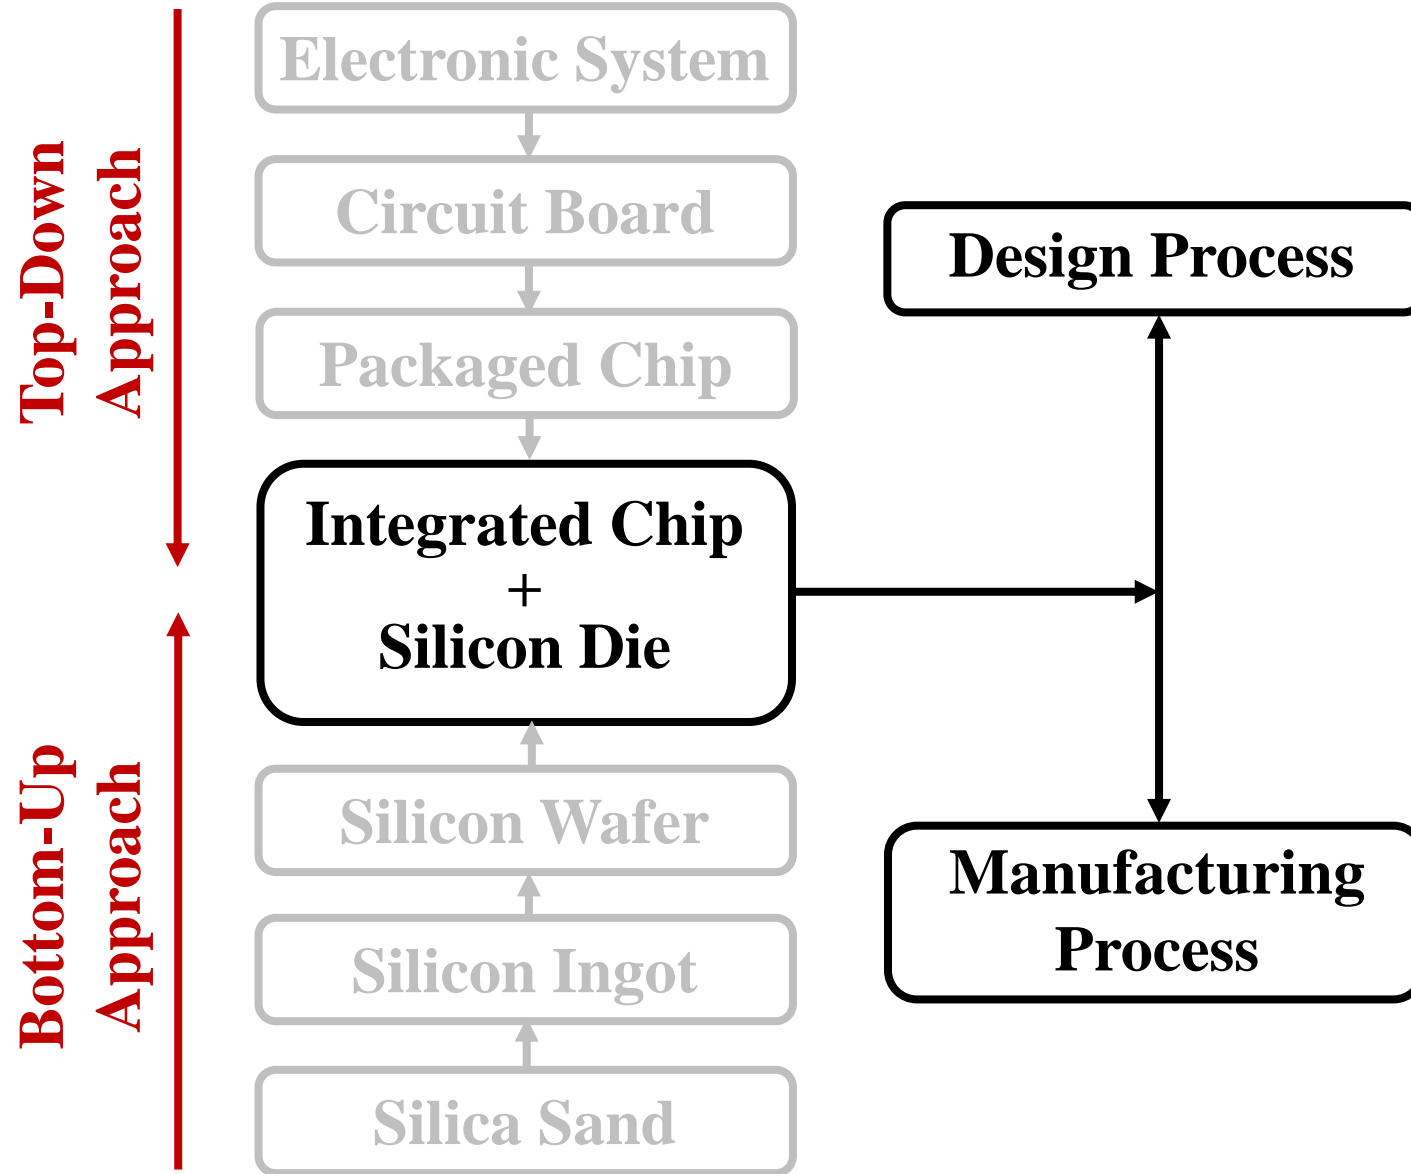 Top-Down
Approach
Bottom-Up
Approach
Electronic System
Circuit Board
Packaged Chip
Integrated Chip
+
Silicon Die
Silicon Wafer
Silicon Ingot
Silica Sand
Design Process
Manufacturing
Process